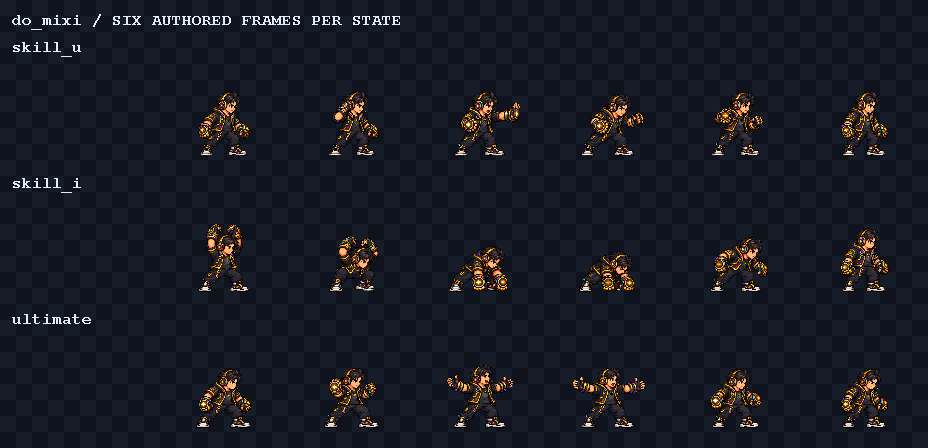 do_mixi / SIX AUTHORED FRAMES PER STATE
skill_u
skill_i
ultimate